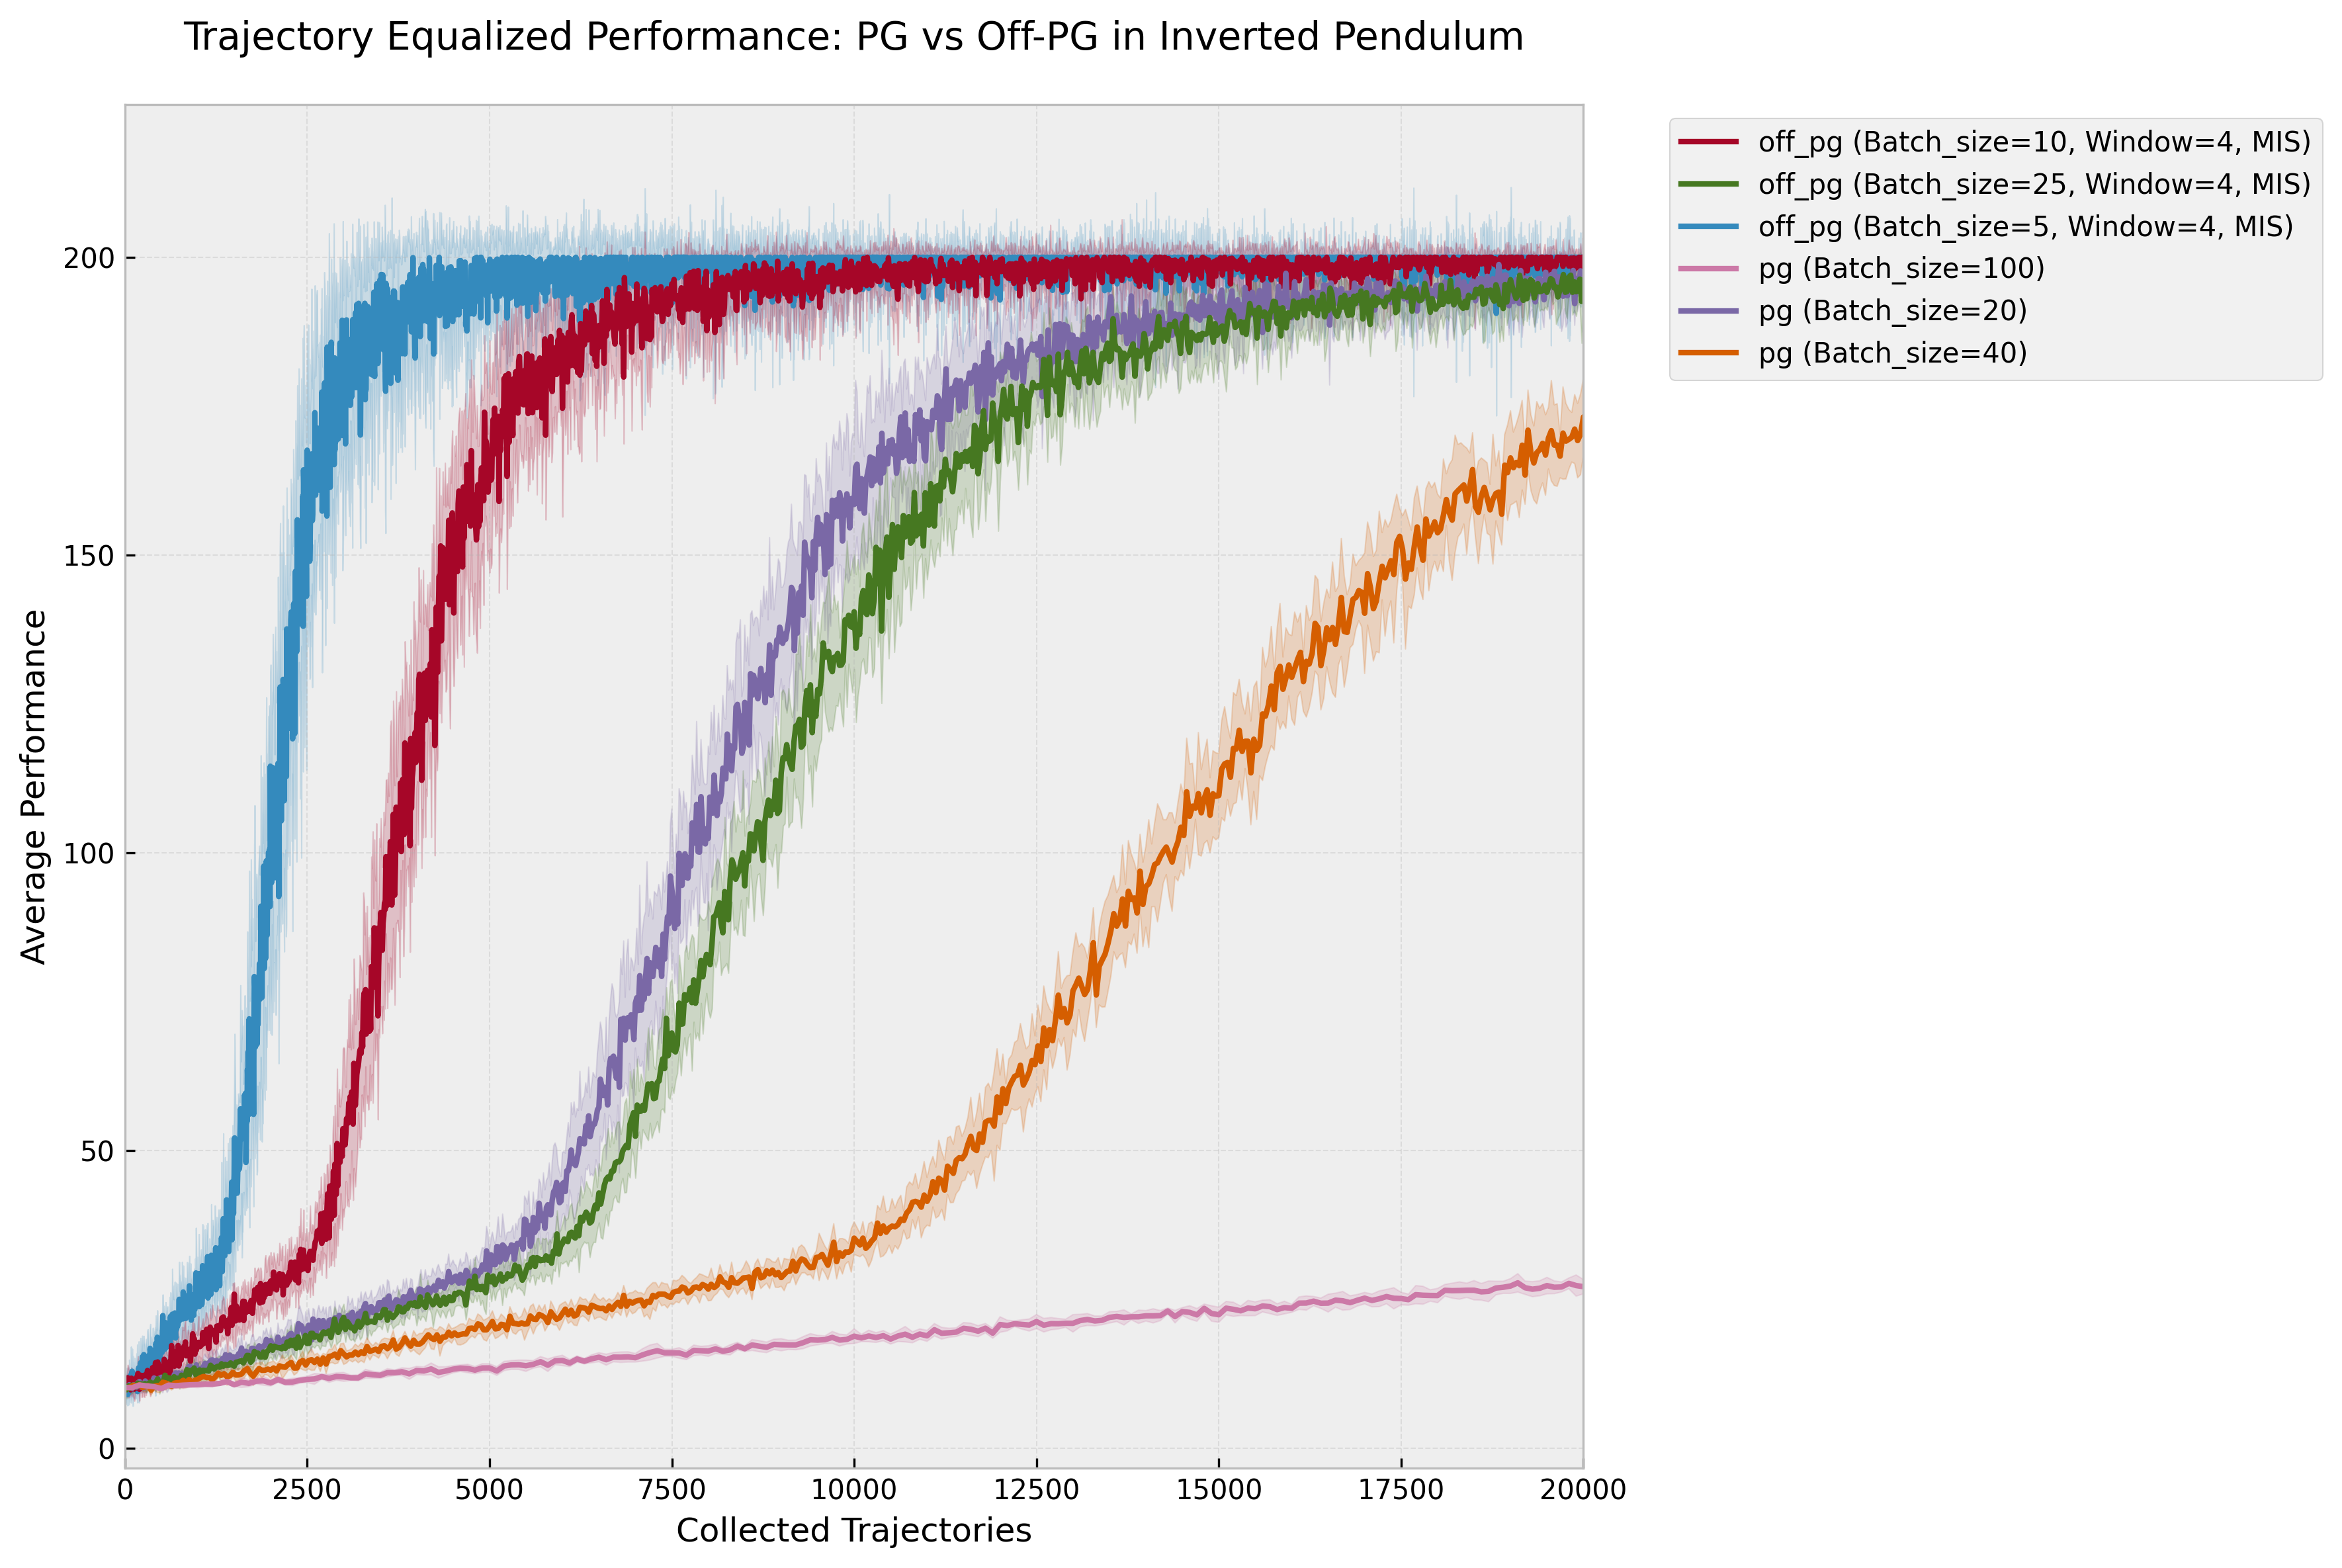 Trajectory Equalized Performance: PG vs Off-PG in Inverted Pendulum
off_pg (Batch_size=10, Window=4, MIS)
off_pg (Batch_size=25, Window=4, MIS)
off_pg (Batch_size=5, Window=4, MIS)
pg (Batch_size=100)
pg (Batch_size=20)
pg (Batch_size=40)
Average Performance
200
150
100
50
0
0 2500 5000 7500 10000 12500 15000 17500 20000
Collected Trajectories